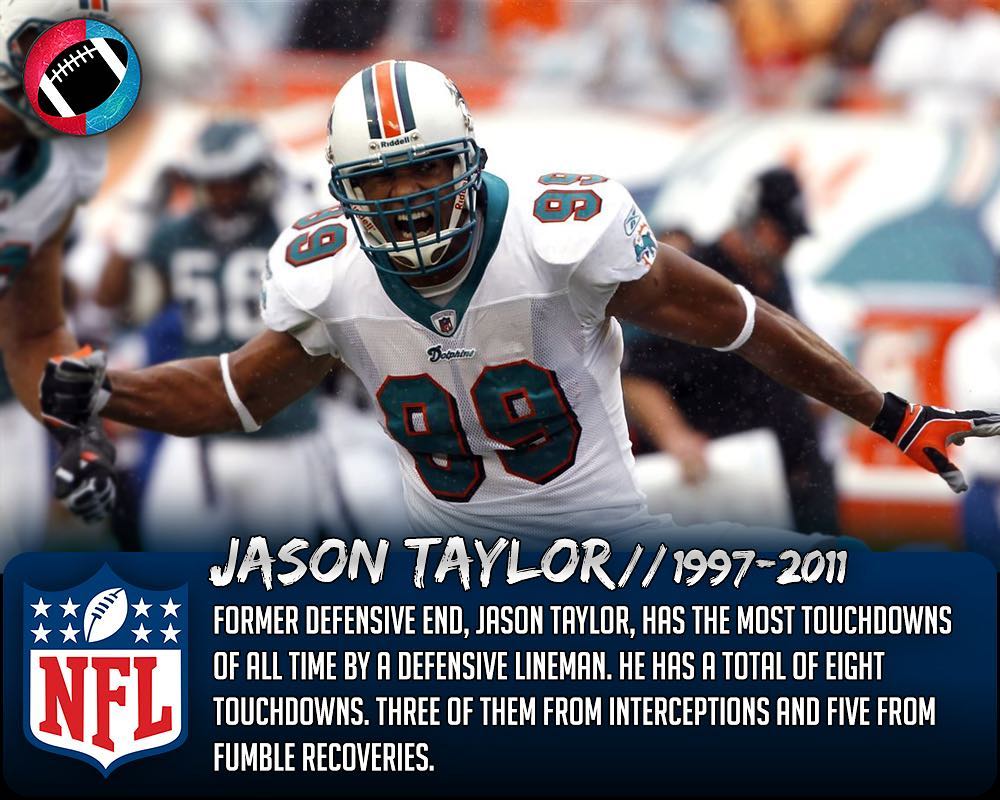 Riddell
99
99
56
Dolphins
99
JASON TAYLOR // 1997-2011
FORMER DEFENSIVE END, JASON TAYLOR, HAS THE MOST TOUCHDOWNS
OF ALL TIME BY A DEFENSIVE LINEMAN. HE HAS A TOTAL OF EIGHT
TOUCHDOWNS. THREE OF THEM FROM INTERCEPTIONS AND FIVE FROM
FUMBLE RECOVERIES.
NFL